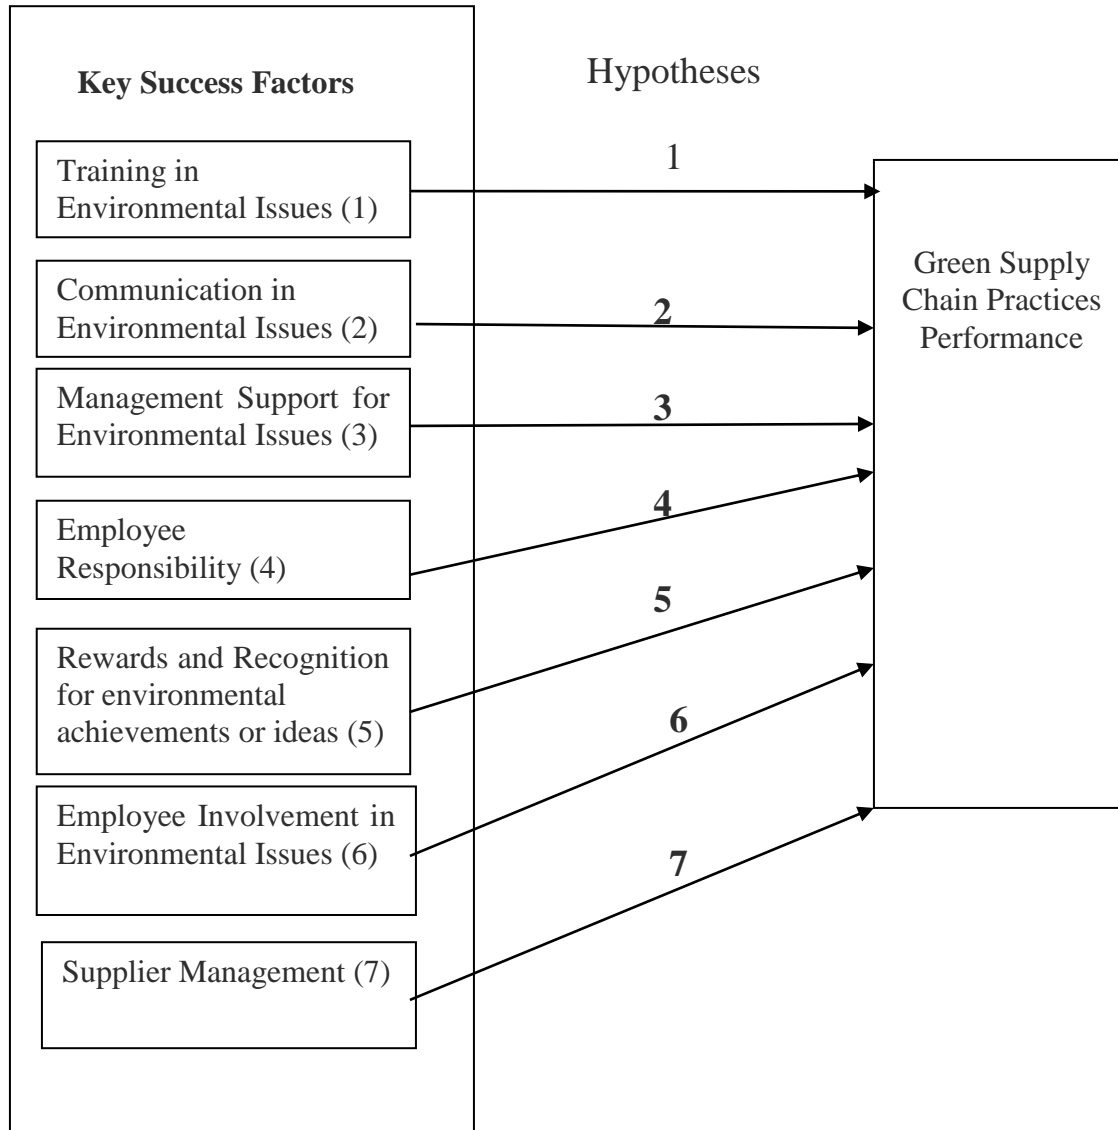 Key Success Factors
Hypotheses
Training in
Environmental Issues (1)
1
Communication in
Environmental Issues (2)
2
Management Support for
Environmental Issues (3)
3
Employee
Responsibility (4)
4
Rewards and Recognition
for environmental
achievements or ideas (5)
5
Employee Involvement in
Environmental Issues (6)
6
Supplier Management (7)
7
Green Supply
Chain Practices
Performance